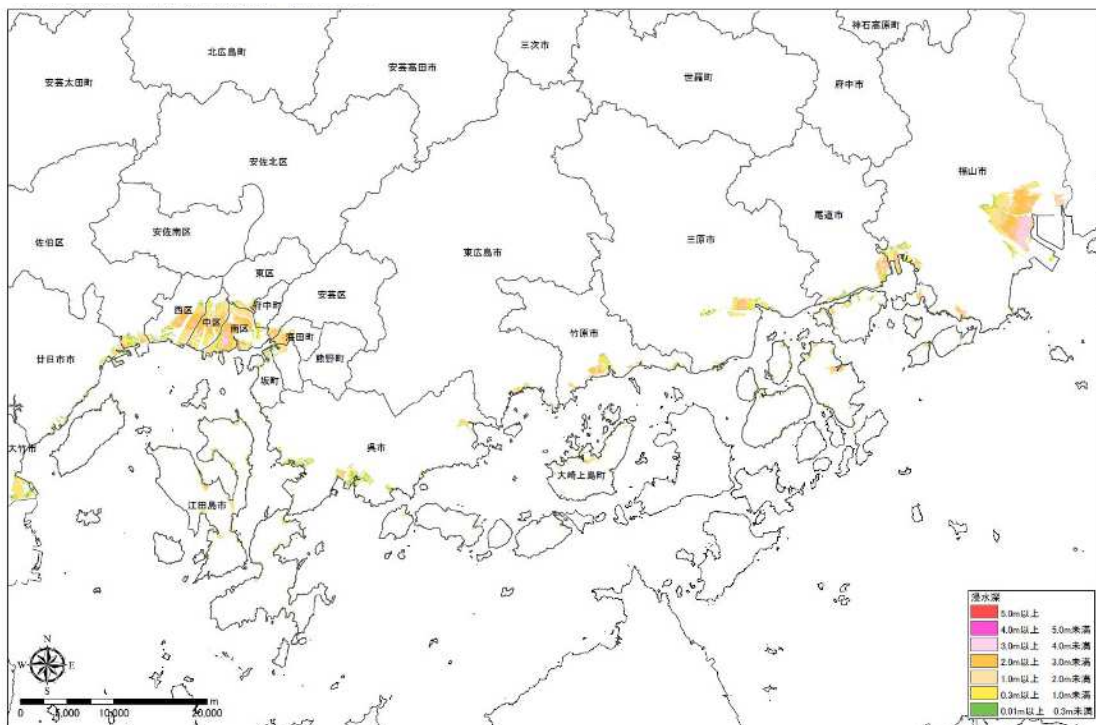 神石高原町
三次市
北広島町
安芸高田市
世羅町
安芸太田町
府中市
安佐北区
福山市
尾道市
佐伯区
安佐南区
東広島市
三原市
東区
安芸区
西区
府中町
中区
南区
海田町
竹原市
熊野町
廿日市市
坂町
大竹市
呉市
大崎上島町
江田島市
浸水深
5.0m以上
4.0m以上 5.0m未満
3.0m以上 4.0m未満
2.0m以上 3.0m未満
1.0m以上 2.0m未満
0.3m以上 1.0m未満
0.01m以上 0.3m未満
N
W E
S
m
0 5,000 10,000 20,000